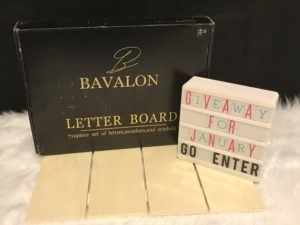 BAVALON
LETTER BOARD
GiVEAWAY
FOR
JANUARY
GO ENTER